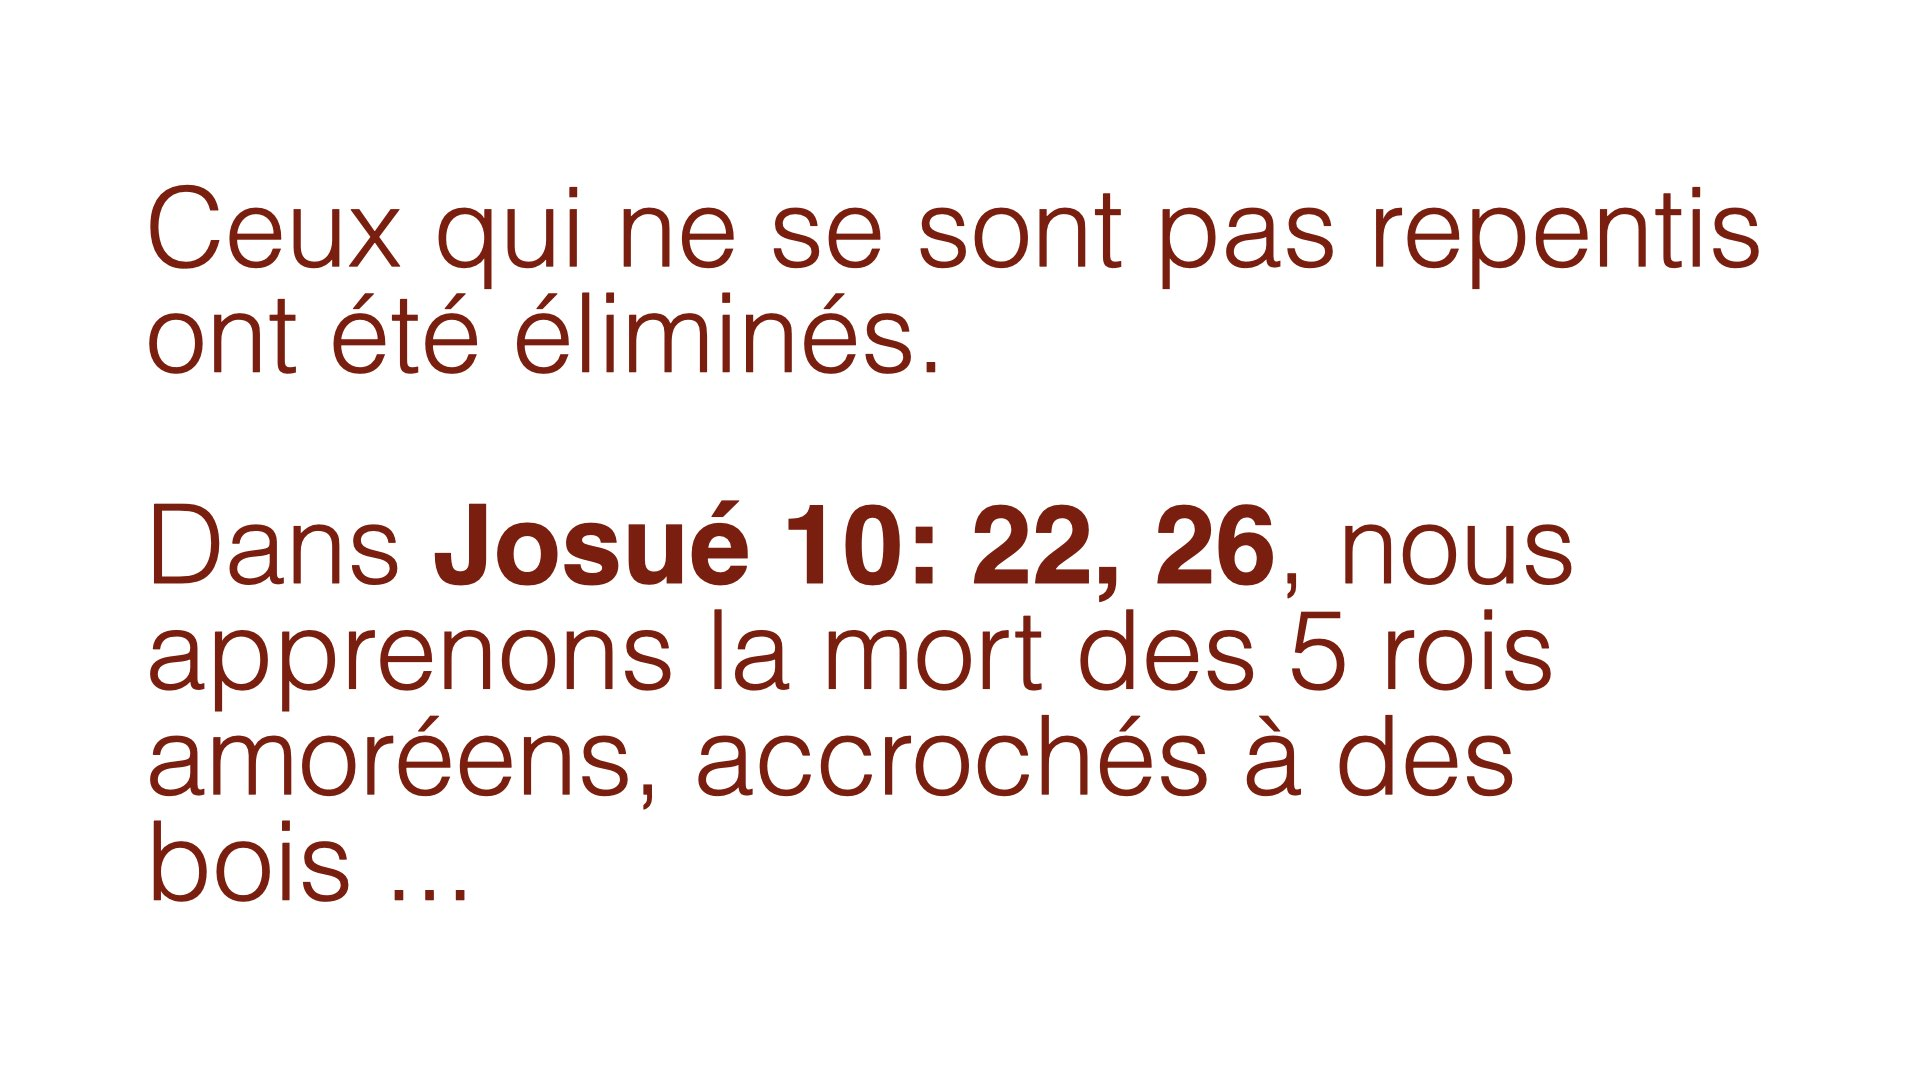 Ceux qui ne se sont pas repentis
ont été éliminés.
Dans Josué 10: 22, 26, nous
apprenons la mort des 5 rois
amoréens, accrochés à des
bois ...